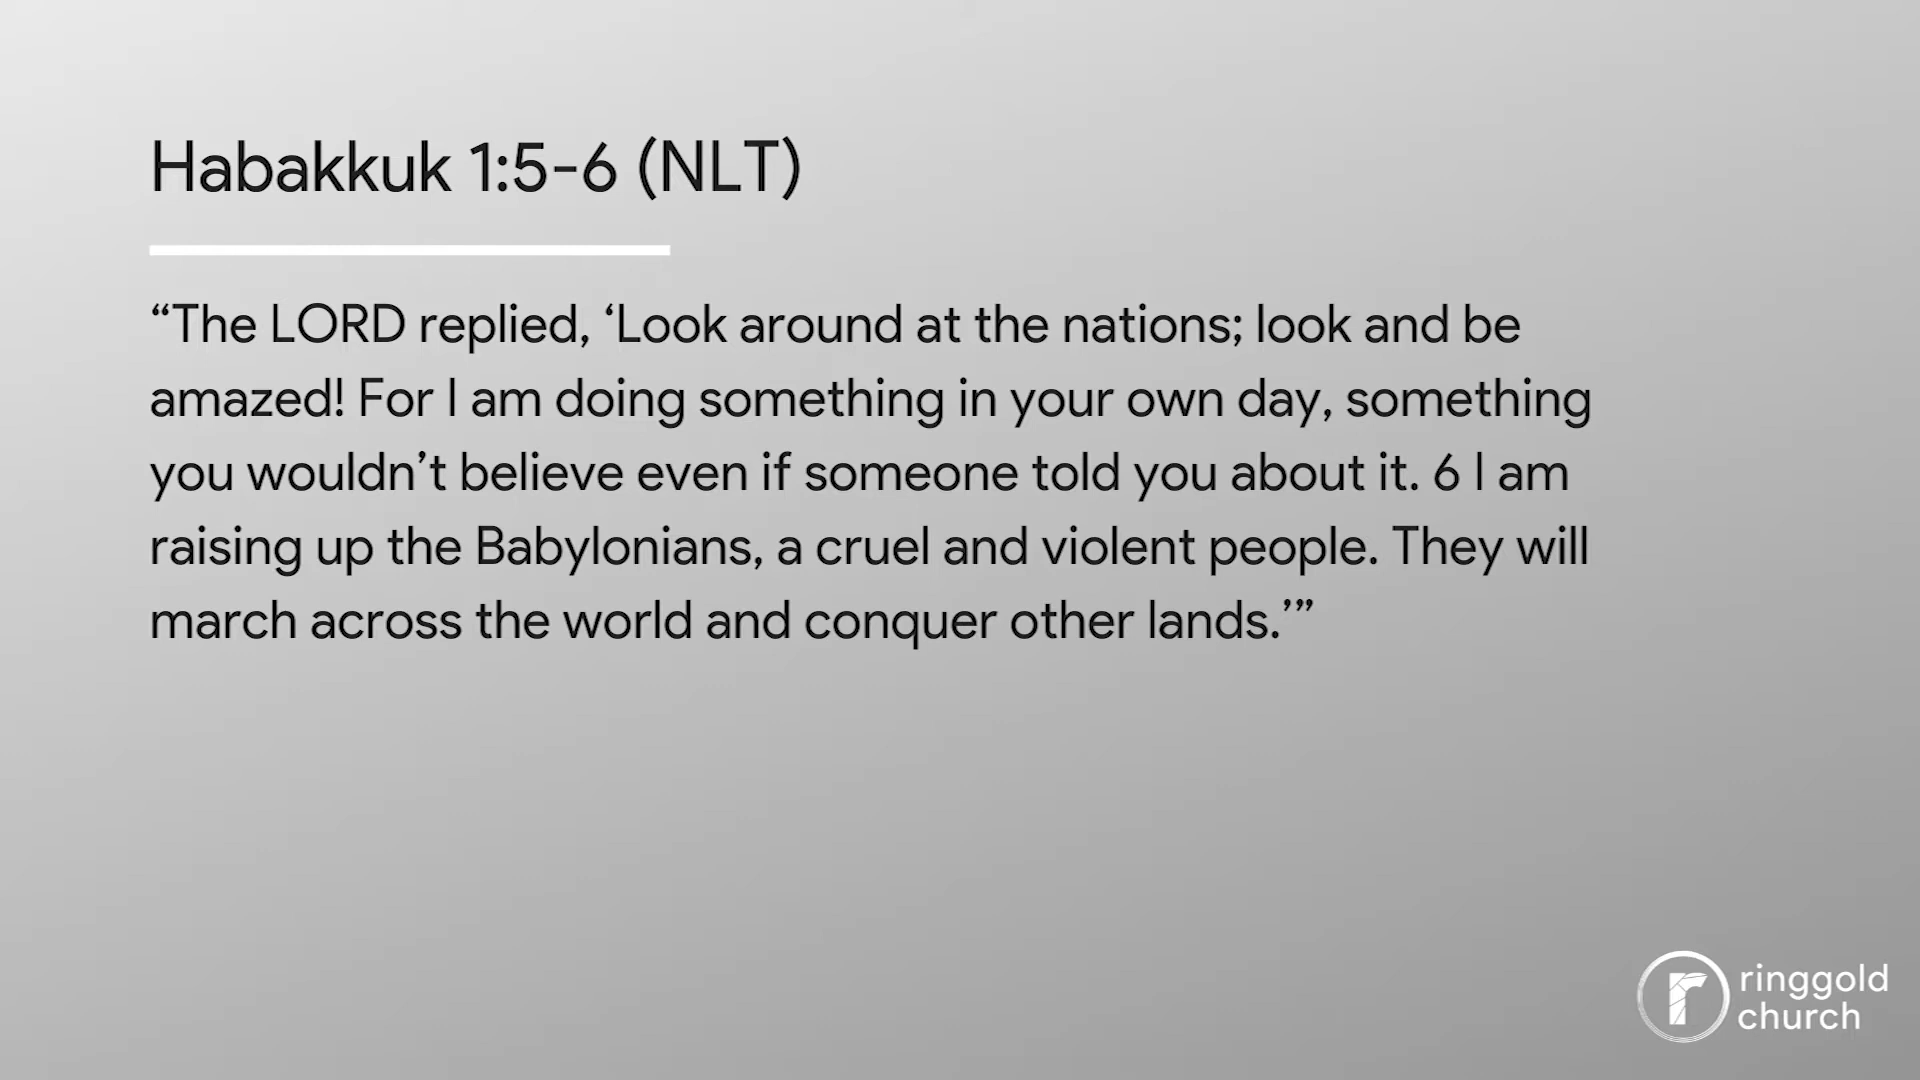 Habakkuk 1:5-6 (NLT)
“The LORD replied, ‘Look around at the nations; look and be
amazed! For I am doing something in your own day, something
you wouldn’t believe even if someone told you about it. 6 I am
raising up the Babylonians, a cruel and violent people. They will
march across the world and conquer other lands.’”
r
ringgold
church